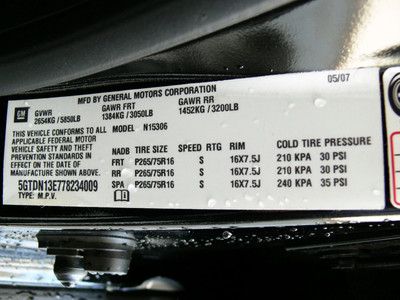 05/07
MFD BY GENERAL MOTORS CORPORATION
GM GVWR GAWR FRT GAWR RR
2654KG / 5850LB 1384KG / 3050LB 1452KG / 3200LB
THIS VEHICLE CONFORMS TO ALL MODEL N15306
APPLICABLE FEDERAL MOTOR
VEHICLE SAFETY AND NADB TIRE SIZE SPEED RTG RIM COLD TIRE PRESSURE
THEFT PREVENTION STANDARDS FRT P265/75R16 S 16X7.5J 210 KPA 30 PSI
IN EFFECT ON THE DATE OF RR P265/75R16 S 16X7.5J 210 KPA 30 PSI
MANUFACTURE SHOWN ABOVE. SPA P265/75R16 S 16X7.5J 240 KPA 35 PSI
5GTDN13E778234009
TYPE: M.P.V.